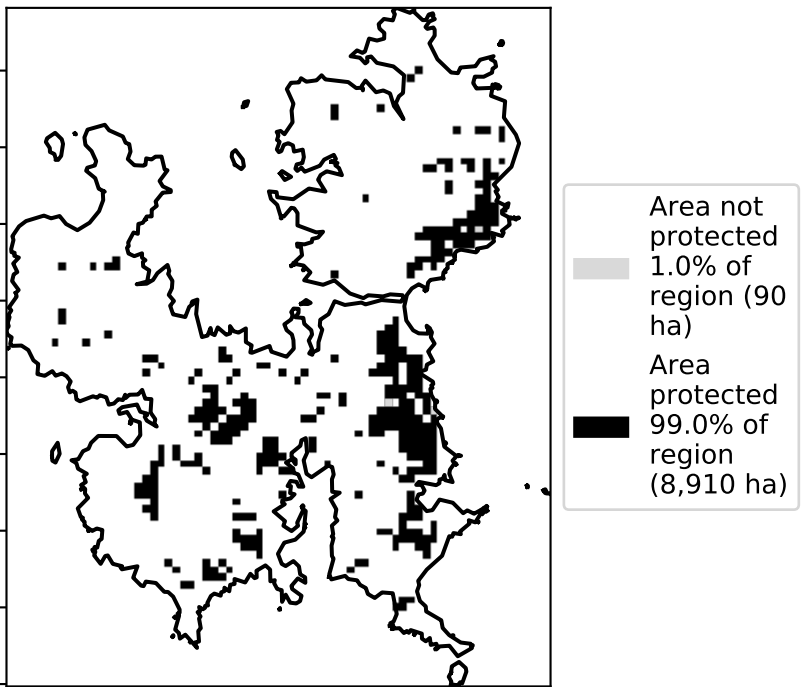 Area not
protected
1.0% of
region (90
ha)
Area
protected
99.0% of
region
(8,910 ha)